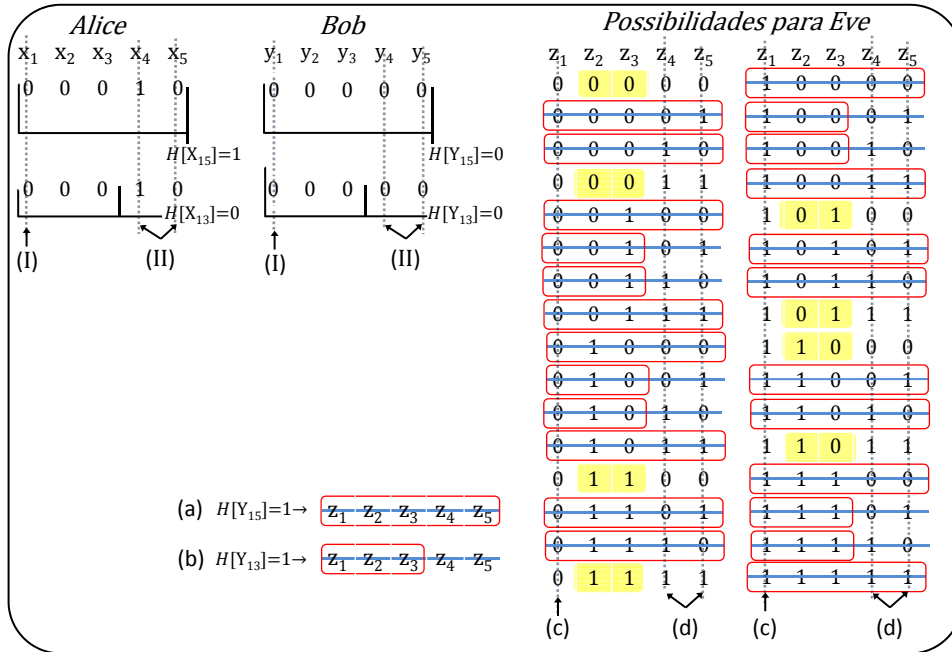 Alice
x1 x2 x3 x4 x5
0 0 0 1 0
H[X15]=1
0 0 0 1 0
H[X13]=0
(I) (II)
Bob
y1 y2 y3 y4 y5
0 0 0 0 0
H[Y15]=0
0 0 0 0 0
H[Y13]=0
(I) (II)
(a) H[Y15]=1→ z1 z2 z3 z4 z5
(b) H[Y13]=1→ z1 z2 z3 z4 z5
Possibilidades para Eve
z1 z2 z3 z4 z5
0 0 0 0 0
0 0 0 0 1
0 0 0 1 0
0 0 0 1 1
0 0 1 0 0
0 0 1 0 1
0 0 1 1 0
0 0 1 1 1
0 1 0 0 0
0 1 0 0 1
0 1 0 1 0
0 1 0 1 1
0 1 1 0 0
0 1 1 0 1
0 1 1 1 0
0 1 1 1 1
(c) (d)
z1 z2 z3 z4 z5
1 0 0 0 0
1 0 0 0 1
1 0 0 1 0
1 0 0 1 1
1 0 1 0 0
1 0 1 0 1
1 0 1 1 0
1 0 1 1 1
1 1 0 0 0
1 1 0 0 1
1 1 0 1 0
1 1 0 1 1
1 1 1 0 0
1 1 1 0 1
1 1 1 1 0
1 1 1 1 1
(c) (d)